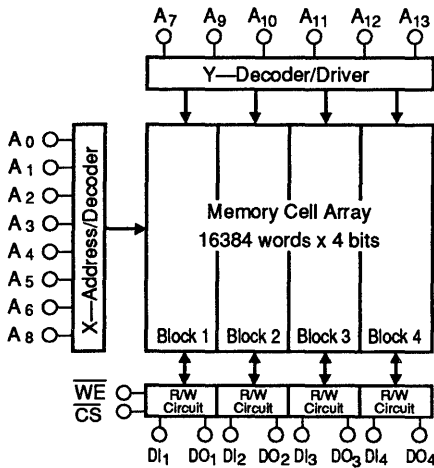 A7 A9 A10 A11 A12 A13
Y—Decoder/Driver
A0
A1
A2
A3
A4
A5
A6
A8
X—Address/Decoder
Memory Cell Array
16384 words x 4 bits
Block 1 Block 2 Block 3 Block 4
WE
CS
R/W Circuit R/W Circuit R/W Circuit R/W Circuit
DI1 DO1 DI2 DO2 DI3 DO3 DI4 DO4